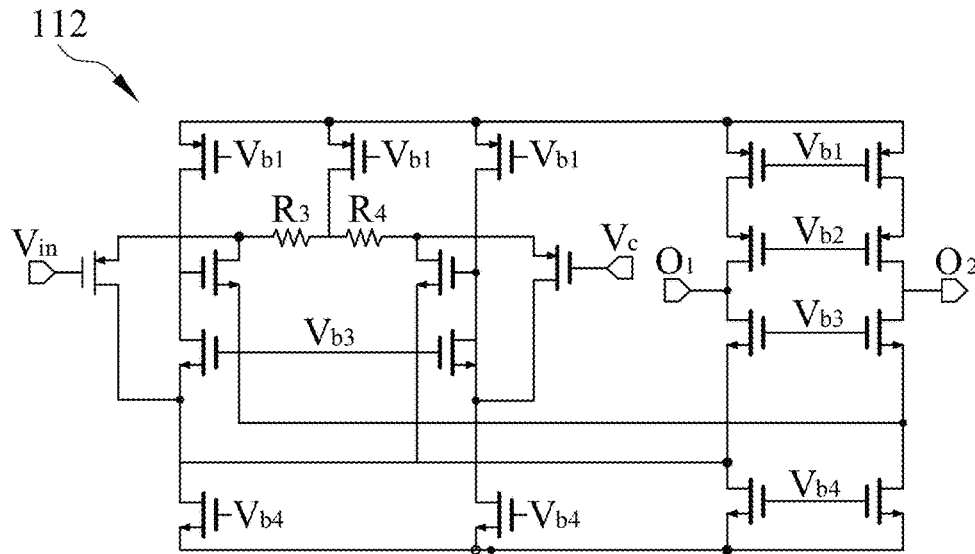 112
Vb1 Vb1 Vb1 Vb1
R3 R4
Vin Vc Vb2
O1 O2
Vb3 Vb3
Vb4 Vb4 Vb4